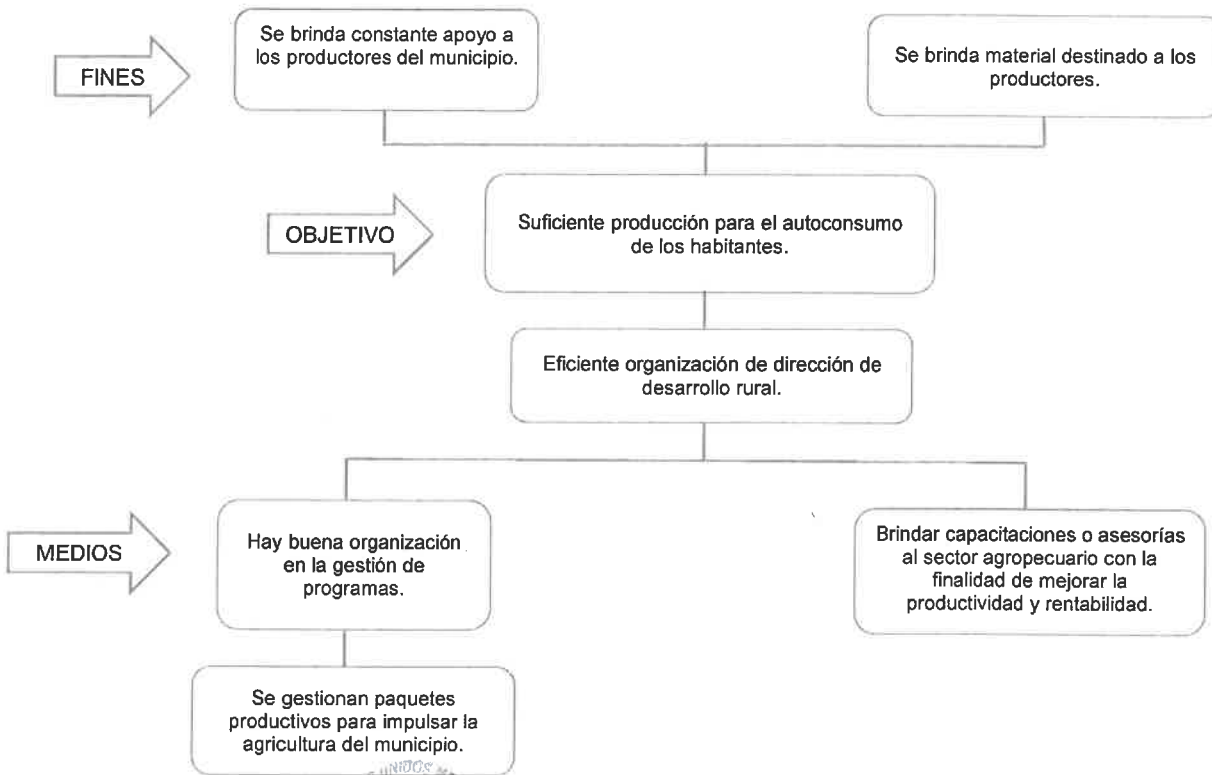 FINES
Se brinda constante apoyo a
los productores del municipio.
Se brinda material destinado a los
productores.
OBJETIVO
Suficiente producción para el autoconsumo
de los habitantes.
Eficiente organización de dirección de
desarrollo rural.
MEDIOS
Hay buena organización
en la gestión de
programas.
Brindar capacitaciones o asesorías
al sector agropecuario con la
finalidad de mejorar la
productividad y rentabilidad.
Se gestionan paquetes
productivos para impulsar la
agricultura del municipio.